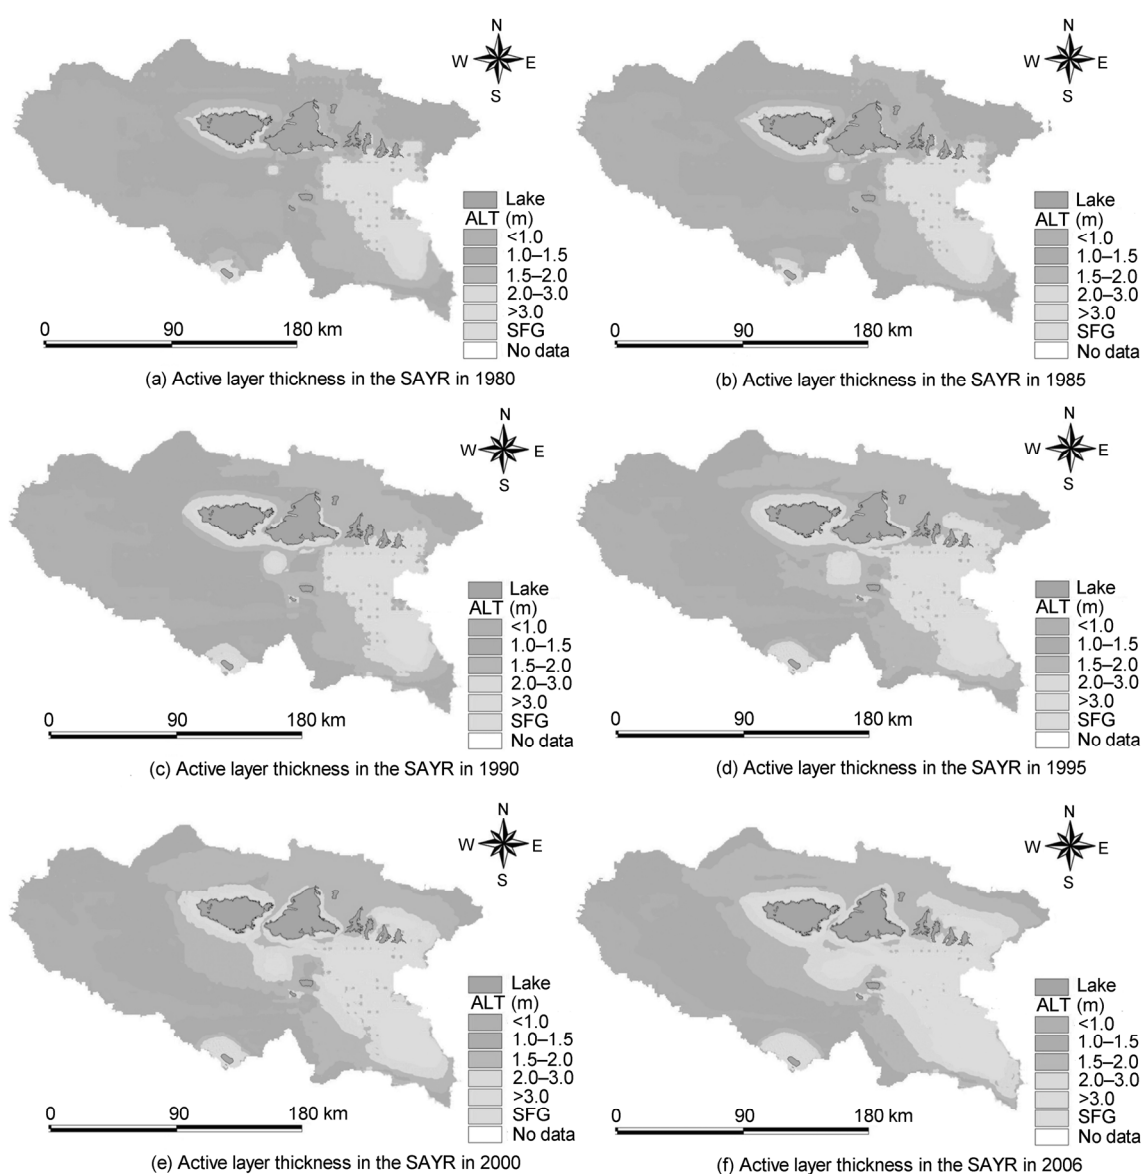 N
W E
S
Lake
ALT (m)
<1.0
1.0–1.5
1.5–2.0
2.0–3.0
>3.0
SFG
No data
0 90 180 km
(a) Active layer thickness in the SAYR in 1980
N
W E
S
Lake
ALT (m)
<1.0
1.0–1.5
1.5–2.0
2.0–3.0
>3.0
SFG
No data
0 90 180 km
(b) Active layer thickness in the SAYR in 1985
N
W E
S
Lake
ALT (m)
<1.0
1.0–1.5
1.5–2.0
2.0–3.0
>3.0
SFG
No data
0 90 180 km
(c) Active layer thickness in the SAYR in 1990
N
W E
S
Lake
ALT (m)
<1.0
1.0–1.5
1.5–2.0
2.0–3.0
>3.0
SFG
No data
0 90 180 km
(d) Active layer thickness in the SAYR in 1995
N
W E
S
Lake
ALT (m)
<1.0
1.0–1.5
1.5–2.0
2.0–3.0
>3.0
SFG
No data
0 90 180 km
(e) Active layer thickness in the SAYR in 2000
N
W E
S
Lake
ALT (m)
<1.0
1.0–1.5
1.5–2.0
2.0–3.0
>3.0
SFG
No data
0 90 180 km
(f) Active layer thickness in the SAYR in 2006